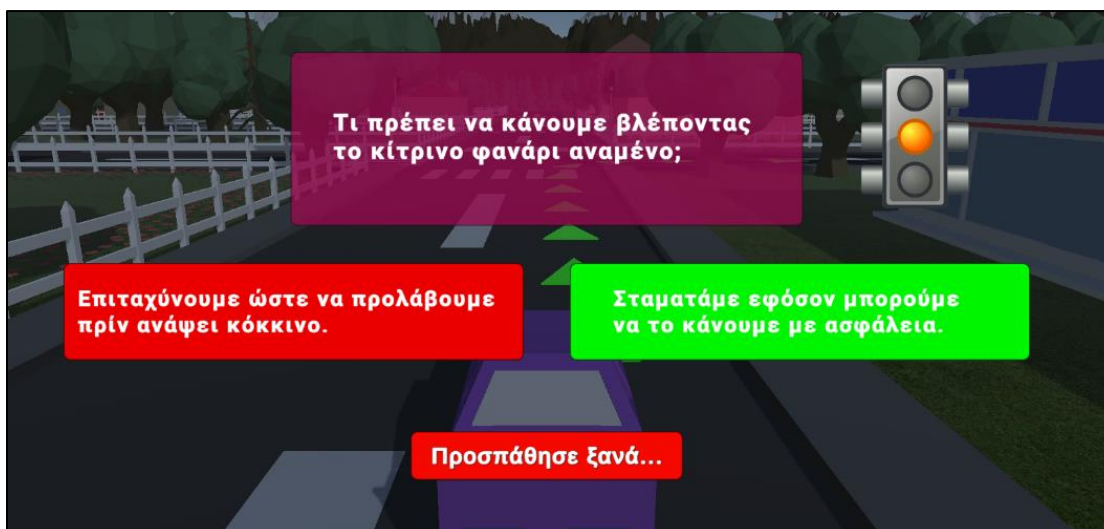 Τι πρέπει να κάνουμε βλέποντας
το κίτρινο φανάρι αναμένο;
Επιταχύνουμε ώστε να προλάβουμε
πρίν ανάψει κόκκινο.
Σταματάμε εφόσον μπορούμε
να το κάνουμε με ασφάλεια.
Προσπάθησε ξανά...